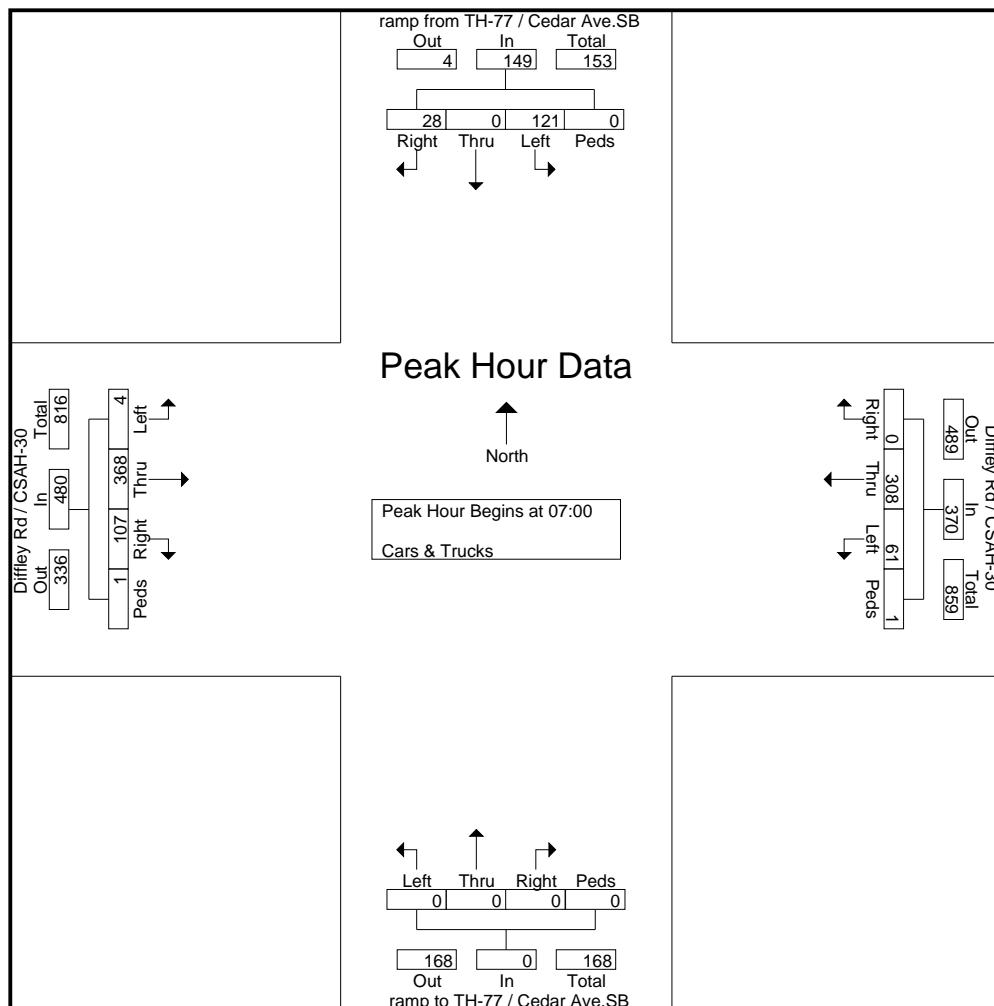 ramp from TH-77 / Cedar Ave.SB
Out In Total
4 149 153
28 0 121 0
Right Thru Left Peds
Peak Hour Data
North
Peak Hour Begins at 07:00
Cars & Trucks
Diffley Rd / CSAH-30
Out In Total
336 480 816
4 368 107 1
Left Thru Right Peds
Diffley Rd / CSAH-30
Out In Total
489 370 859
0 308 61 1
Right Thru Left Peds
Left Thru Right Peds
0 0 0 0
168 0 168
Out In Total
ramp to TH-77 / Cedar Ave.SB